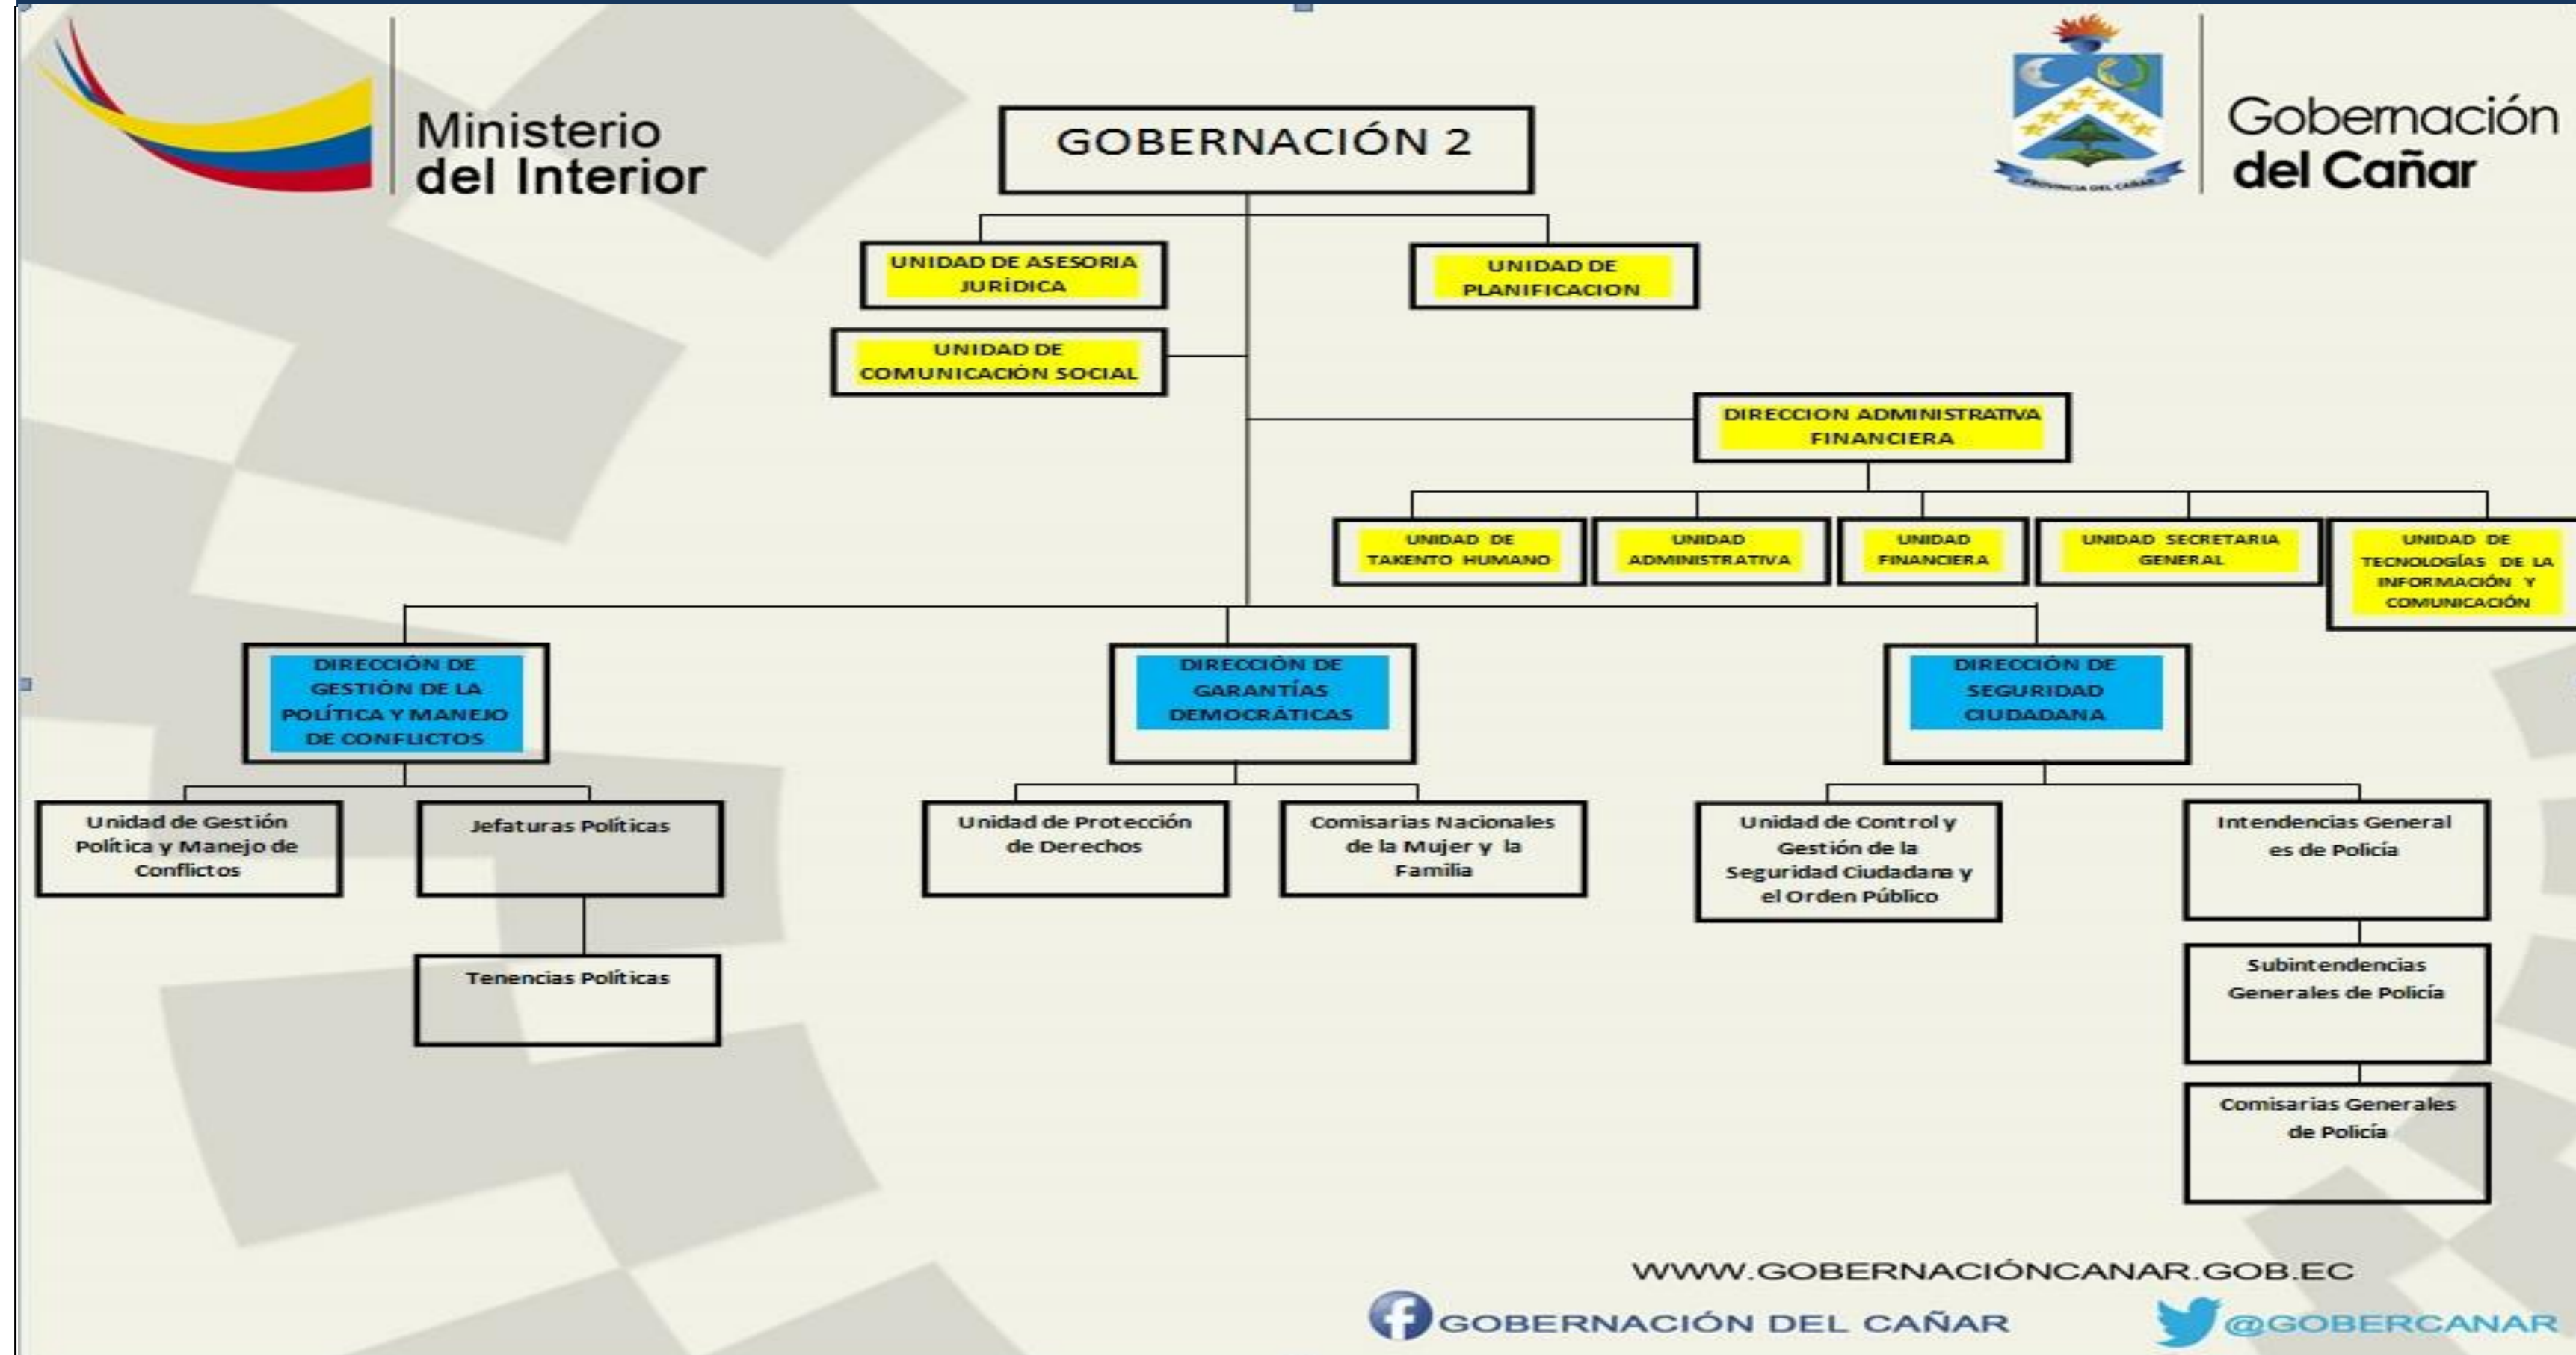 Ministerio
del Interior
Gobernación
del Cañar
PROVINCIA DEL CAÑAR
GOBERNACIÓN 2
UNIDAD DE ASESORIA
JURÍDICA
UNIDAD DE
PLANIFICACION
UNIDAD DE
COMUNICACIÓN SOCIAL
DIRECCION ADMINISTRATIVA
FINANCIERA
UNIDAD DE
TAKENTO HUMANO
UNIDAD
ADMINISTRATIVA
UNIDAD
FINANCIERA
UNIDAD SECRETARIA
GENERAL
UNIDAD DE
TECNOLOGÍAS DE LA
INFORMACIÓN Y
COMUNICACIÓN
DIRECCIÓN DE
GESTIÓN DE LA
POLÍTICA Y MANEJO
DE CONFLICTOS
DIRECCIÓN DE
GARANTÍAS
DEMOCRÁTICAS
DIRECCIÓN DE
SEGURIDAD
CIUDADANA
Unidad de Gestión
Política y Manejo de
Conflictos
Jefaturas Políticas
Unidad de Protección
de Derechos
Comisarias Nacionales
de la Mujer y la
Familia
Unidad de Control y
Gestión de la
Seguridad Ciudadana y
el Orden Público
Intendencias General
es de Policía
Tenencias Políticas
Subintendencias
Generales de Policía
Comisarias Generales
de Policía
WWW.GOBERNACIÓNCANAR.GOB.EC
GOBERNACIÓN DEL CAÑAR
@GOBERCANAR